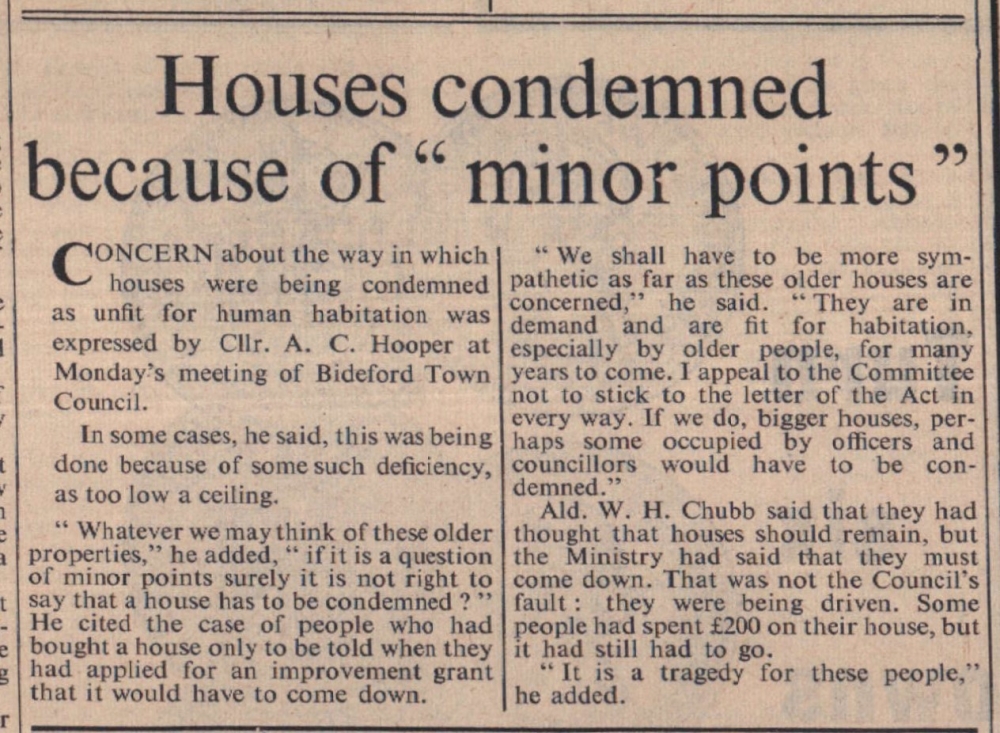 Houses condemned
because of “ minor points ”
CONCERN about the way in which
houses were being condemned
as unfit for human habitation was
expressed by Cllr. A. C. Hooper at
Monday’s meeting of Bideford Town
Council.
In some cases, he said, this was being
done because of some such deficiency,
as too low a ceiling.
“ Whatever we may think of these older
properties,” he added, “ if it is a question
of minor points surely it is not right to
say that a house has to be condemned ? ”
He cited the case of people who had
bought a house only to be told when they
had applied for an improvement grant
that it would have to come down.
“ We shall have to be more sym-
pathetic as far as these older houses are
concerned,” he said. “ They are in
demand and are fit for habitation,
especially by older people, for many
years to come. I appeal to the Committee
not to stick to the letter of the Act in
every way. If we do, bigger houses, per-
haps some occupied by officers and
councillors would have to be con-
demned.”
Ald. W. H. Chubb said that they had
thought that houses should remain, but
the Ministry had said that they must
come down. That was not the Council’s
fault : they were being driven. Some
people had spent £200 on their house, but
it had still had to go.
“ It is a tragedy for these people,”
he added.